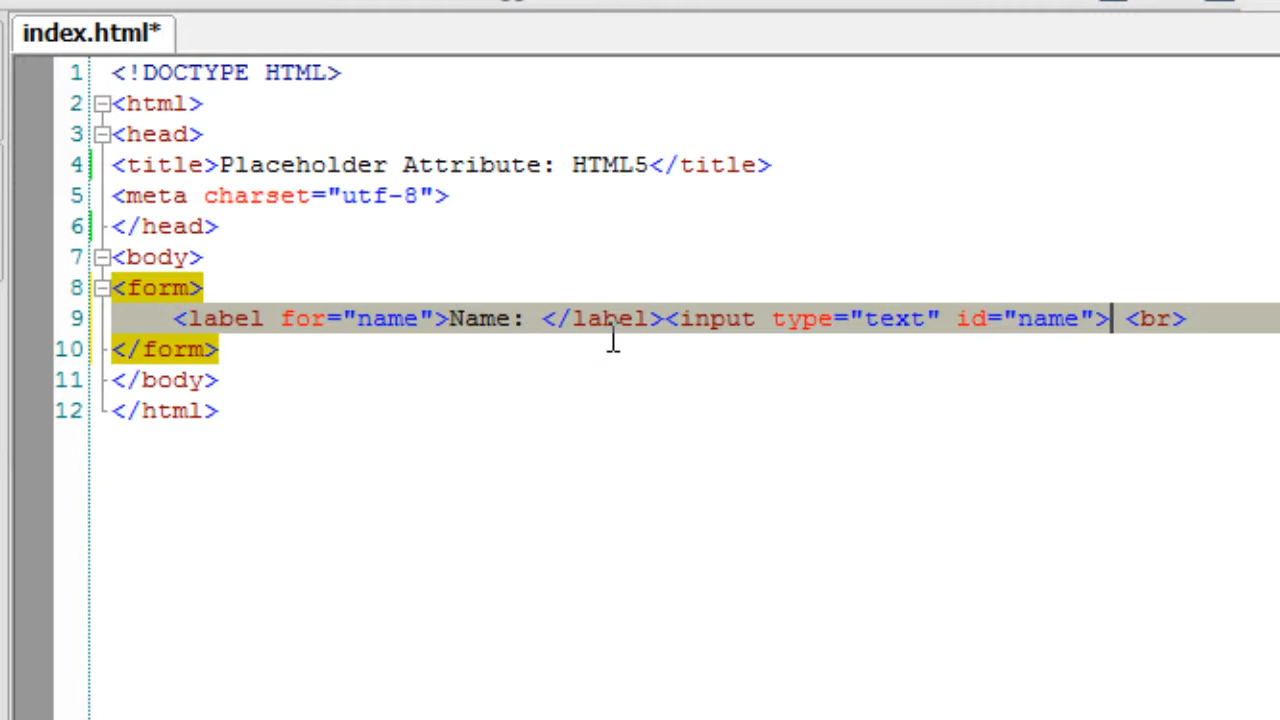 index.html*
1 <!DOCTYPE HTML>
2 <html>
3 <head>
4 <title>Placeholder Attribute: HTML5</title>
5 <meta charset="utf-8">
6 </head>
7 <body>
8 <form>
9     <label for="name">Name: </label><input type="text" id="name"> <br>
10 </form>
11 </body>
12 </html>